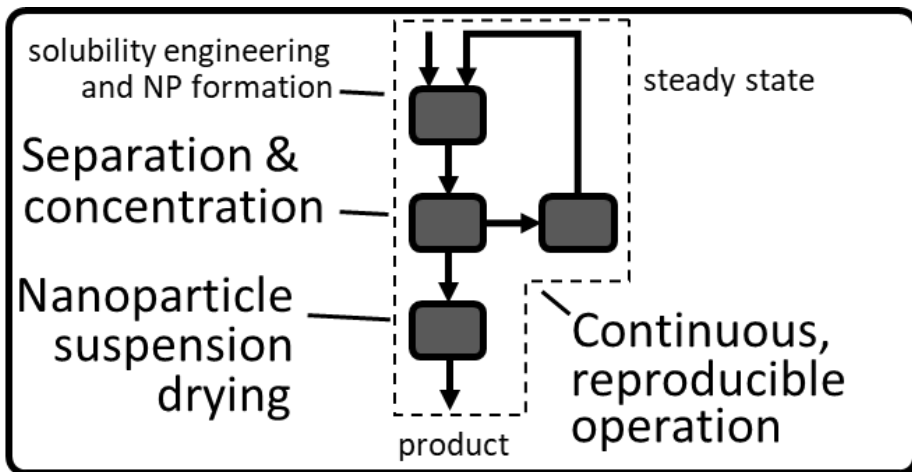 solubility engineering
and NP formation
steady state
Separation &
concentration
Nanoparticle
suspension
drying
Continuous,
reproducible
operation
product